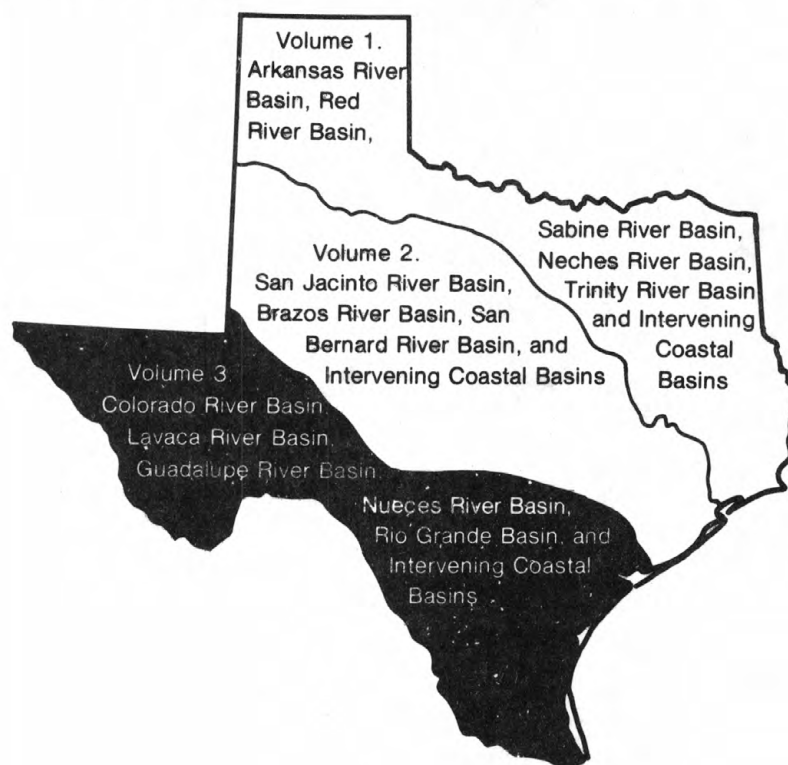 Volume 1.
Arkansas River
Basin, Red
River Basin,
Sabine River Basin,
Neches River Basin,
Trinity River Basin
and Intervening
Coastal
Basins
Volume 2.
San Jacinto River Basin,
Brazos River Basin, San
Bernard River Basin, and
Intervening Coastal Basins
Volume 3
Colorado River Basin,
Lavaca River Basin,
Guadalupe River Basin,
Nueces River Basin,
Rio Grande Basin, and
Intervening Coastal
Basins